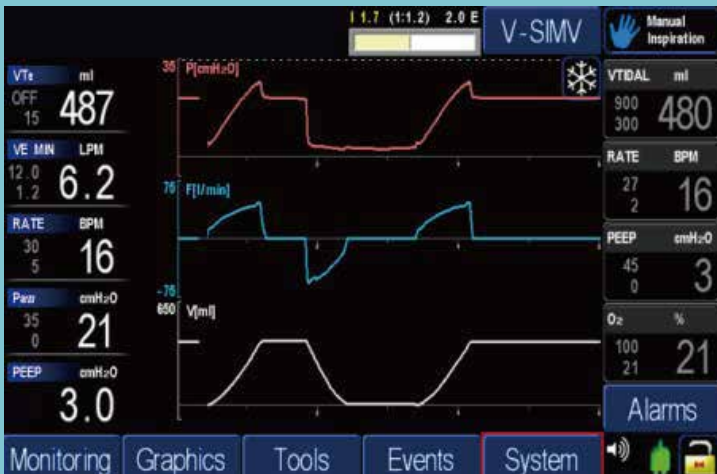 I 1.7 (1:1.2) 2.0 E
V-SIMV
Manual
Inspiration
VTe ml
OFF
15
487
VE MIN LPM
12.0
1.2
6.2
RATE BPM
30
5
16
Paw cmH2O
35
0
21
PEEP cmH2O
3.0
35 P[cmH2O]
75 F[l/min]
-75
650 V[ml]
VTIDAL ml
900
300
480
RATE BPM
27
2
16
PEEP cmH2O
45
0
3
O2 %
100
21
21
Alarms
Monitoring Graphics Tools Events System